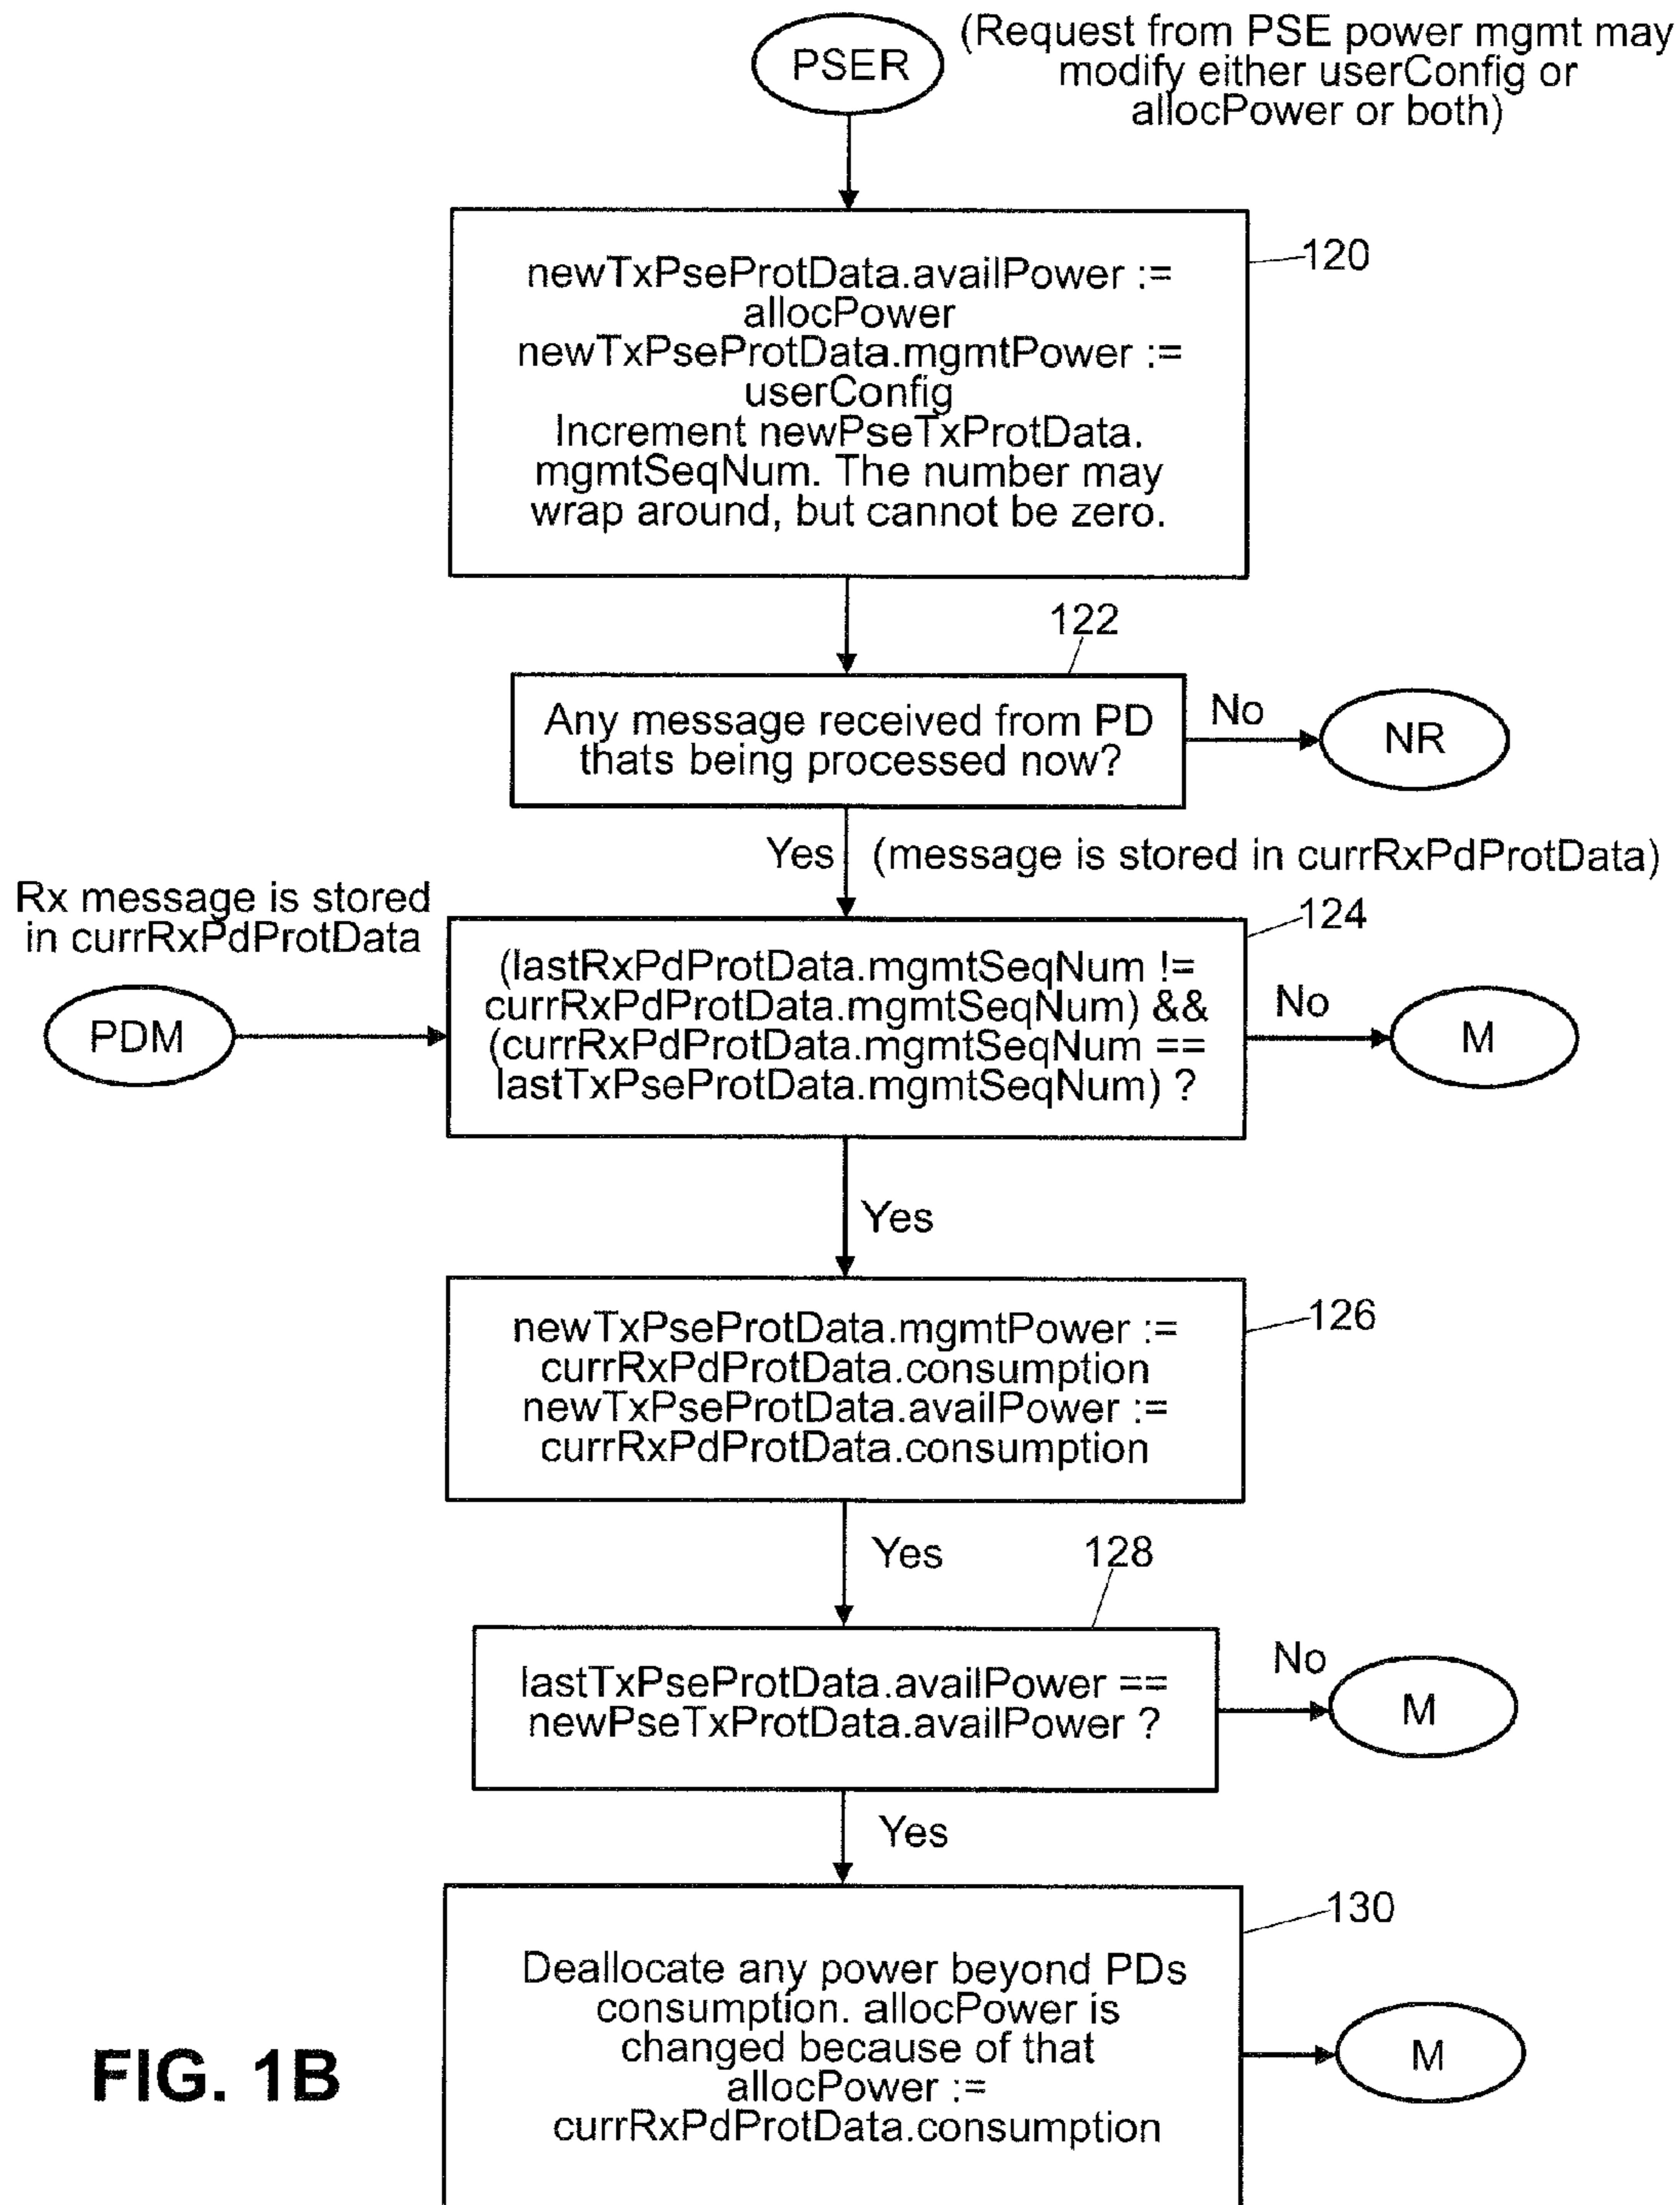 PSER
(Request from PSE power mgmt may
modify either userConfig or
allocPower or both)
120
newTxPseProtData.availPower :=
allocPower
newTxPseProtData.mgmtPower :=
userConfig
Increment newPseTxProtData.
mgmtSeqNum. The number may
wrap around, but cannot be zero.
122
Any message received from PD
thats being processed now?
No
NR
Yes
(message is stored in currRxPdProtData)
Rx message is stored
in currRxPdProtData
PDM
124
(lastRxPdProtData.mgmtSeqNum !=
currRxPdProtData.mgmtSeqNum) &&
(currRxPdProtData.mgmtSeqNum ==
lastTxPseProtData.mgmtSeqNum) ?
No
M
Yes
126
newTxPseProtData.mgmtPower :=
currRxPdProtData.consumption
newTxPseProtData.availPower :=
currRxPdProtData.consumption
Yes
128
lastTxPseProtData.availPower ==
newPseTxProtData.availPower ?
No
M
Yes
130
Deallocate any power beyond PDs
consumption. allocPower is
changed because of that
allocPower :=
currRxPdProtData.consumption
M
FIG. 1B